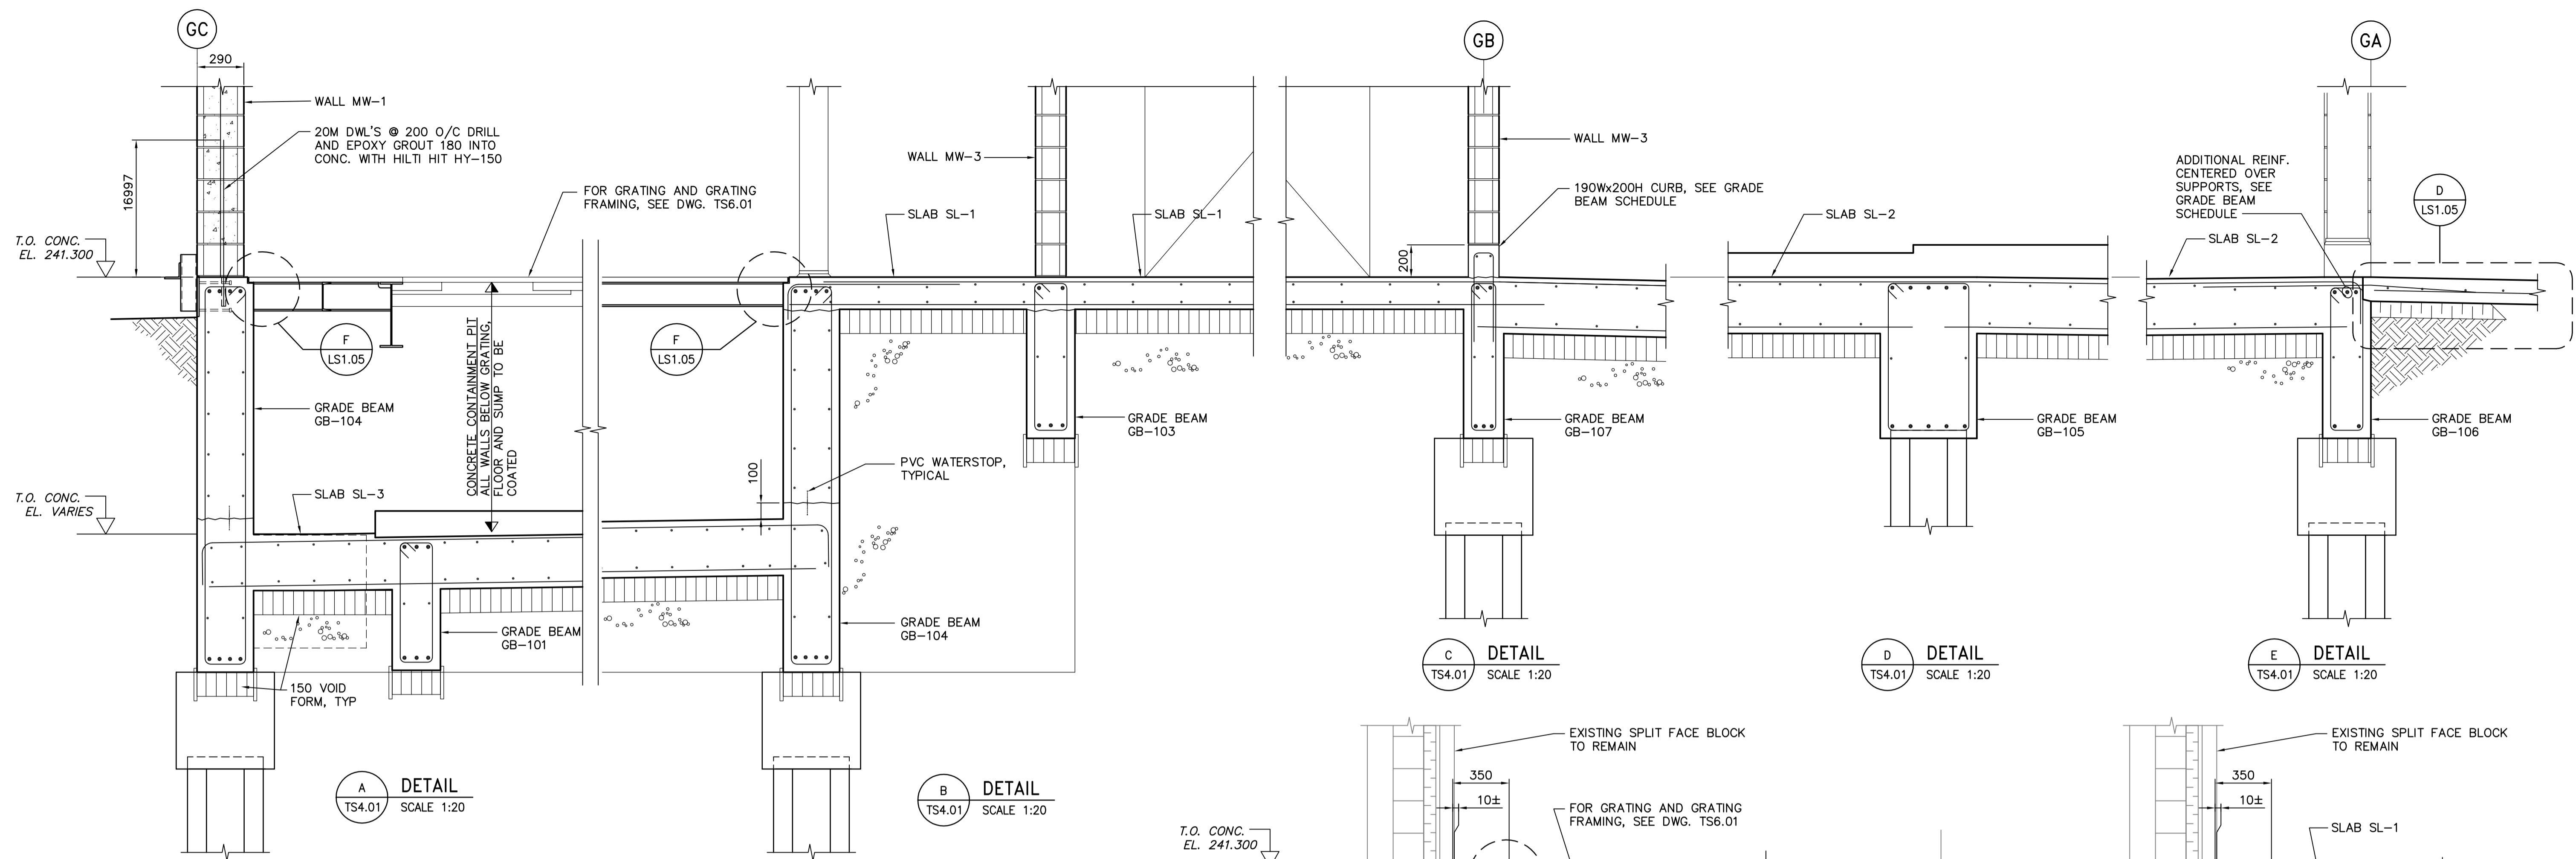 GC
290
WALL MW-1
20M DWL'S @ 200 O/C DRILL
AND EPOXY GROUT 180 INTO
CONC. WITH HILTI HIT HY-150
16997
T.O. CONC.
EL. 241.300
FOR GRATING AND GRATING
FRAMING, SEE DWG. TS6.01
F
LS1.05
CONCRETE CONTAINMENT PIT
ALL WALLS BELOW GRATING,
FLOOR AND SUMP TO BE
COATED
F
LS1.05
GRADE BEAM
GB-104
T.O. CONC.
EL. VARIES
SLAB SL-3
GRADE BEAM
GB-101
150 VOID
FORM, TYP
A
TS4.01
DETAIL
SCALE 1:20
WALL MW-3
SLAB SL-1
SLAB SL-1
PVC WATERSTOP,
TYPICAL
100
GRADE BEAM
GB-103
GRADE BEAM
GB-104
B
TS4.01
DETAIL
SCALE 1:20
GB
WALL MW-3
190Wx200H CURB, SEE GRADE
BEAM SCHEDULE
200
GRADE BEAM
GB-107
C
TS4.01
DETAIL
SCALE 1:20
SLAB SL-2
GRADE BEAM
GB-105
D
TS4.01
DETAIL
SCALE 1:20
GA
ADDITIONAL REINF.
CENTERED OVER
SUPPORTS, SEE
GRADE BEAM
SCHEDULE
SLAB SL-2
D
LS1.05
GRADE BEAM
GB-106
E
TS4.01
DETAIL
SCALE 1:20
EXISTING SPLIT FACE BLOCK
TO REMAIN
350
10±
FOR GRATING AND GRATING
FRAMING, SEE DWG. TS6.01
T.O. CONC.
EL. 241.300
EXISTING SPLIT FACE BLOCK
TO REMAIN
350
10±
SLAB SL-1